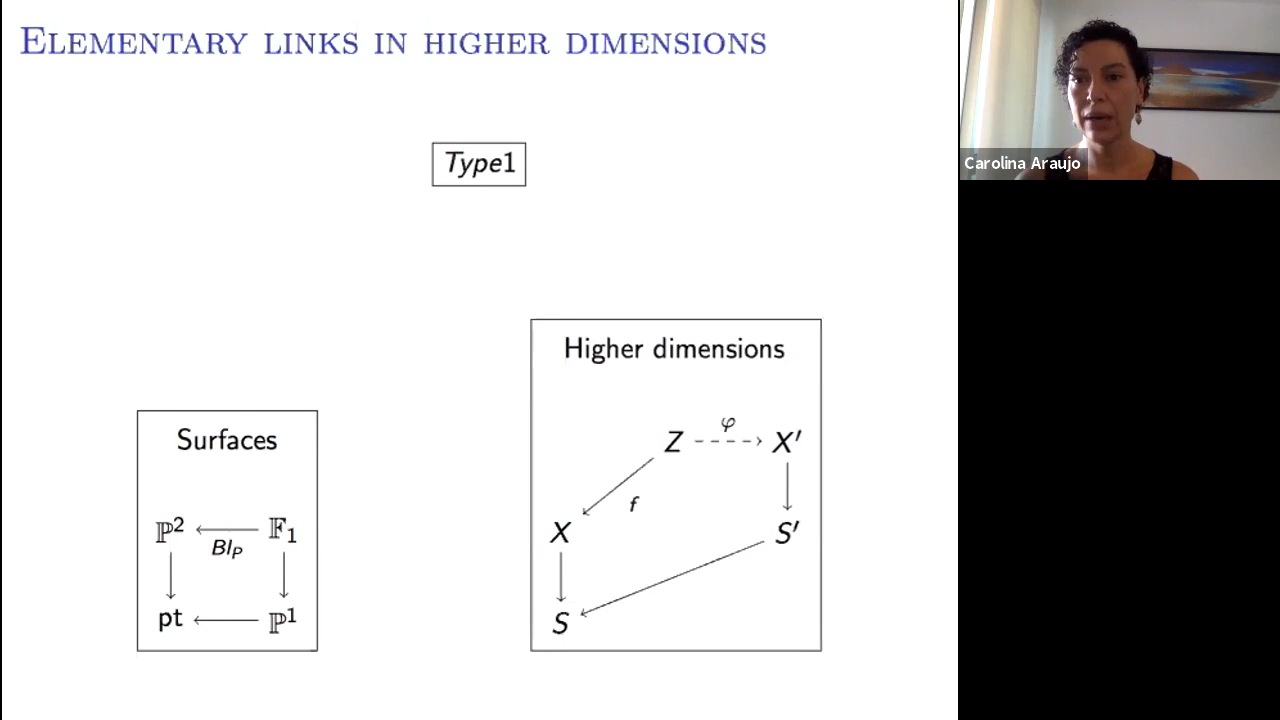 ELEMENTARY LINKS IN HIGHER DIMENSIONS
Carolina Araujo
Type1
Surfaces
ℙ² 𝔽₁
Bl_P
pt ℙ¹
Higher dimensions
φ
Z X′
f
X S′
S